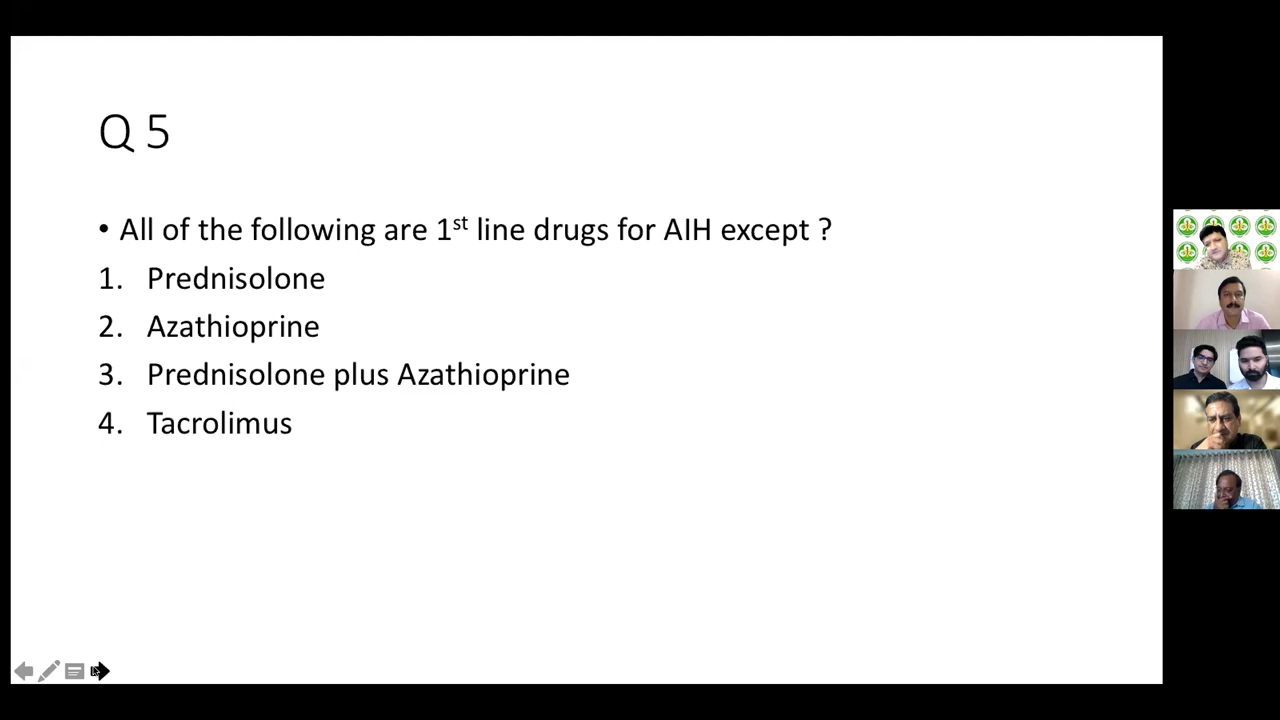 Q 5
• All of the following are 1st line drugs for AIH except ?
1. Prednisolone
2. Azathioprine
3. Prednisolone plus Azathioprine
4. Tacrolimus